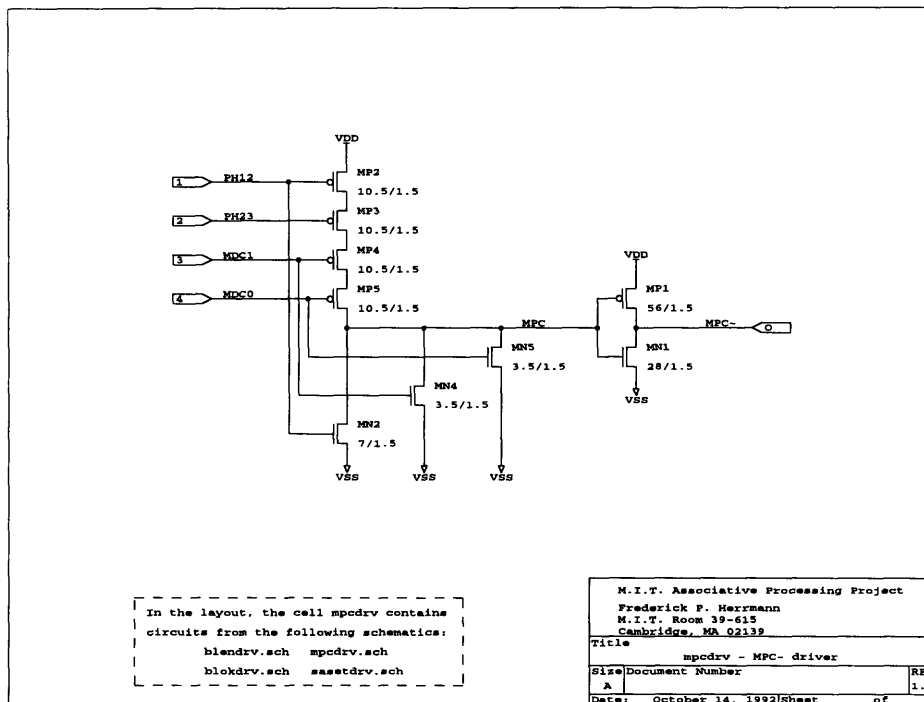 VDD
1 PH12
MP2
10.5/1.5
2 PH23
MP3
10.5/1.5
3 MDC1
MP4
10.5/1.5
4 MDC0
MP5
10.5/1.5
VDD
MP1
56/1.5
MPC
MPC~
O
MN5
3.5/1.5
MN1
28/1.5
VSS
MN4
3.5/1.5
MN2
7/1.5
VSS
VSS
VSS
In the layout, the cell mpcdrv contains
circuits from the following schematics:
blendrv.sch mpcdrv.sch
blokdrv.sch sasetdrv.sch
M.I.T. Associative Processing Project
Frederick P. Herrmann
M.I.T. Room 39-615
Cambridge, MA 02139
Title
mpcdrv - MPC- driver
Size Document Number RE
A 1.
Date: October 14, 1992 Sheet of